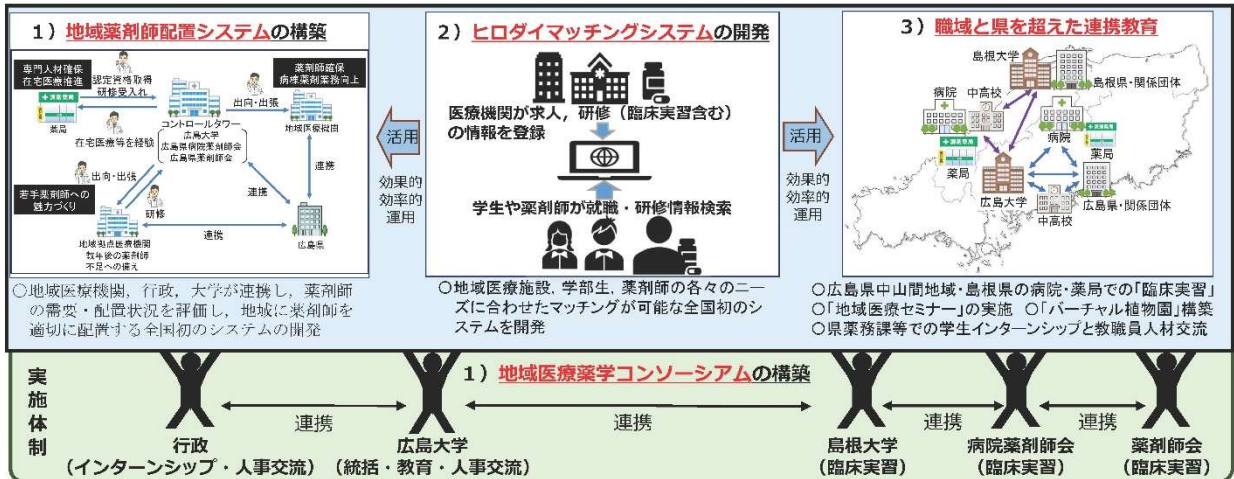 1）地域薬剤師配置システムの構築
専門人材確保
在宅医療推進
認定資格取得
研修受入れ
薬剤師確保
病棟薬剤業務向上
出向・出張
調剤薬局
薬局
在宅医療等を経験
コントロールタワー
広島大学
広島県病院薬剤師会
広島県薬剤師会
地域医療機関
出向・出張
連携
連携
若手薬剤師への
魅力づくり
研修
連携
広島県
地域拠点医療機関
数年後の薬剤師
不足への備え
○地域医療機関，行政，大学が連携し，薬剤師
の需要・配置状況を評価し，地域に薬剤師を
適切に配置する全国初のシステムの開発
活用
効果的
効率的
運用
2）ヒロダイマッチングシステムの開発
医療機関が求人，研修（臨床実習含む）
の情報を登録
学生や薬剤師が就職・研修情報検索
○地域医療施設、学部生、薬剤師の各々のニー
ズに合わせたマッチングが可能な全国初のシ
ステムを開発
活用
効果的
効率的
運用
3）職域と県を超えた連携教育
島根大学
島根県・関係団体
病院
中高校
病院
調剤薬局
薬局
調剤薬局
薬局
広島大学
中高校
広島県・関係団体
○広島県中山間地域・島根県の病院・薬局での「臨床実習」
○「地域医療セミナー」の実施　○「バーチャル植物園」構築
○県薬務課等での学生インターンシップと教職員人材交流
実施体制
1）地域医療薬学コンソーシアムの構築
連携
連携
連携
連携
行政
（インターンシップ・人事交流）
広島大学
（統括・教育・人事交流）
島根大学
（臨床実習）
病院薬剤師会
（臨床実習）
薬剤師会
（臨床実習）